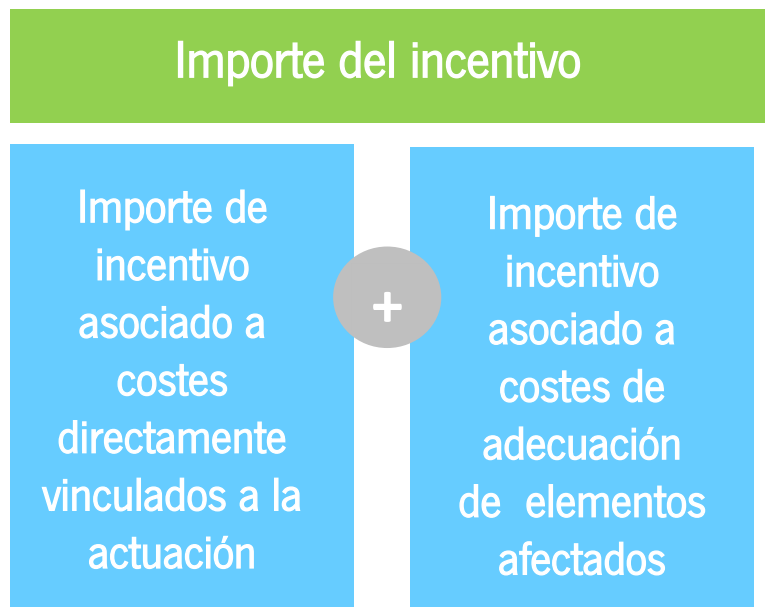 Importe del incentivo
Importe de
incentivo
asociado a
costes
directamente
vinculados a la
actuación
+
Importe de
incentivo
asociado a
costes de
adecuación
de elementos
afectados